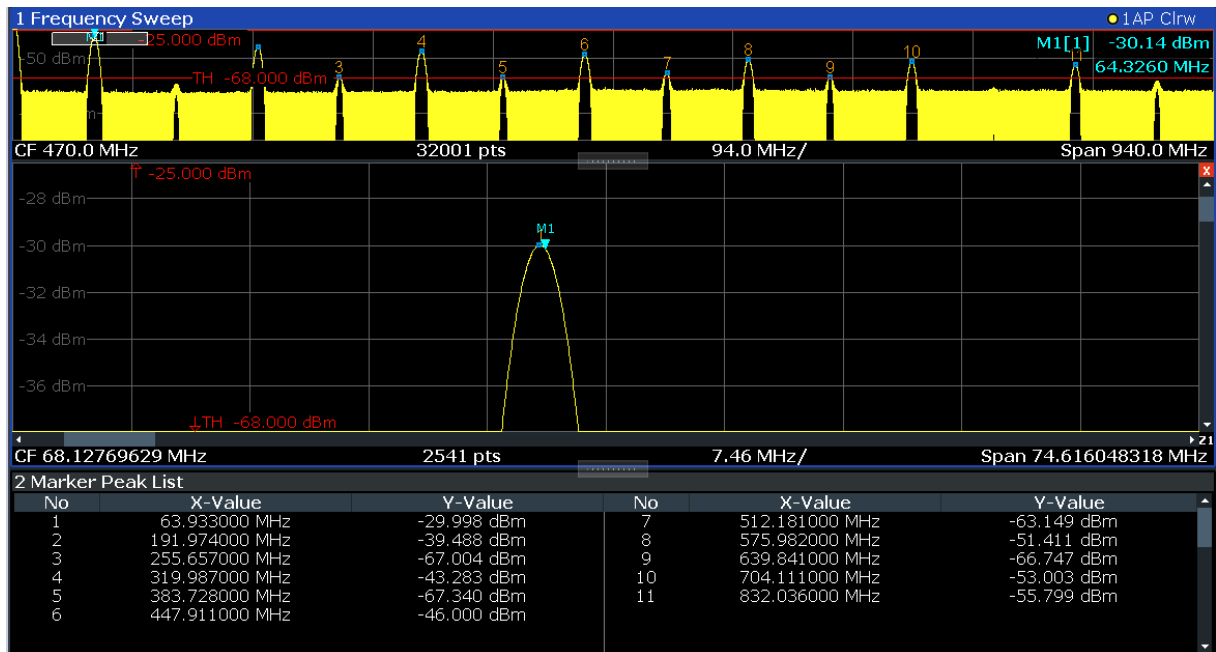 1 Frequency Sweep 1AP Clrw
-25.000 dBm M1[1] -30.14 dBm
-50 dBm 64.3260 MHz
TH -68.000 dBm
3 4 5 6 7 8 9 10 11
CF 470.0 MHz 32001 pts 94.0 MHz/ Span 940.0 MHz
-25.000 dBm
-28 dBm
M1
-30 dBm
-32 dBm
-34 dBm
-36 dBm
TH -68.000 dBm
Z1
CF 68.12769629 MHz 2541 pts 7.46 MHz/ Span 74.616048318 MHz
2 Marker Peak List
No X-Value Y-Value No X-Value Y-Value
1 63.933000 MHz -29.998 dBm 7 512.181000 MHz -63.149 dBm
2 191.974000 MHz -39.488 dBm 8 575.982000 MHz -51.411 dBm
3 255.657000 MHz -67.004 dBm 9 639.841000 MHz -66.747 dBm
4 319.987000 MHz -43.283 dBm 10 704.111000 MHz -53.003 dBm
5 383.728000 MHz -67.340 dBm 11 832.036000 MHz -55.799 dBm
6 447.911000 MHz -46.000 dBm